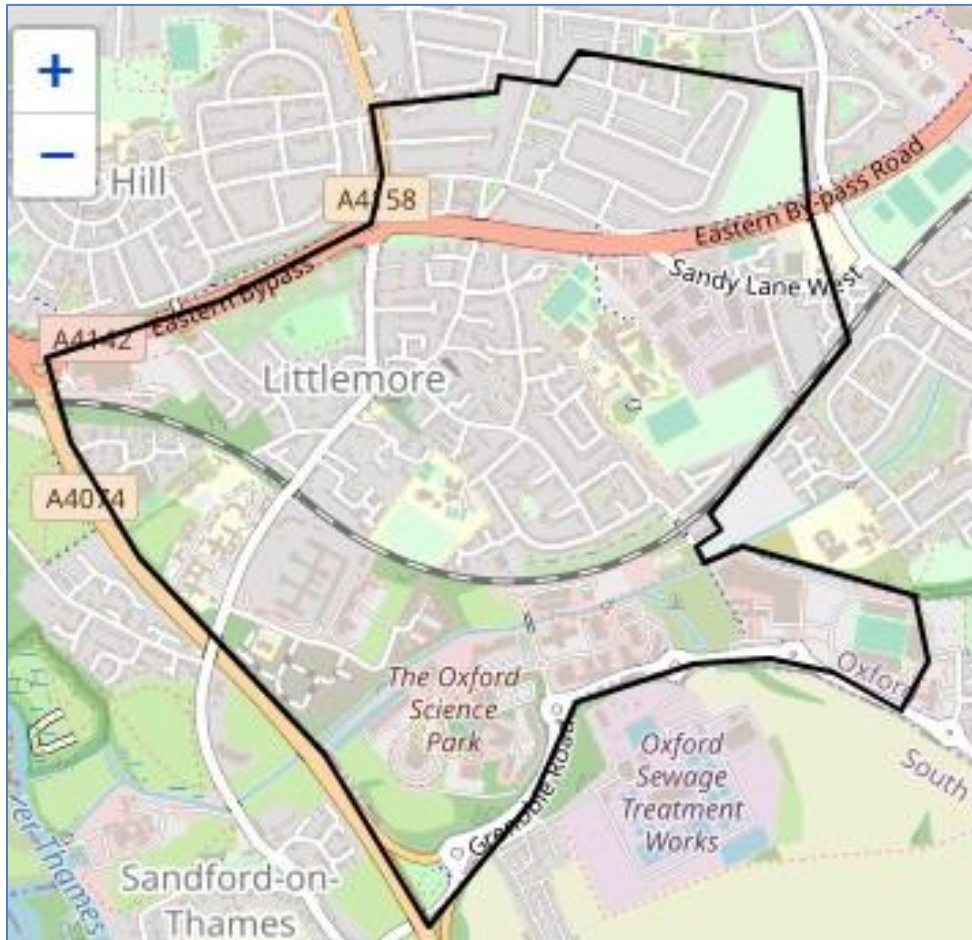 +
−
Hill
A4158
Eastern By-pass Road
Sandy Lane West
Eastern Bypass
A4142
Littlemore
A4074
The Oxford
Science
Park
Oxford
Grenoble Road
Oxford
Sewage
Treatment
Works
South
Sandford-on-
Thames
Thames